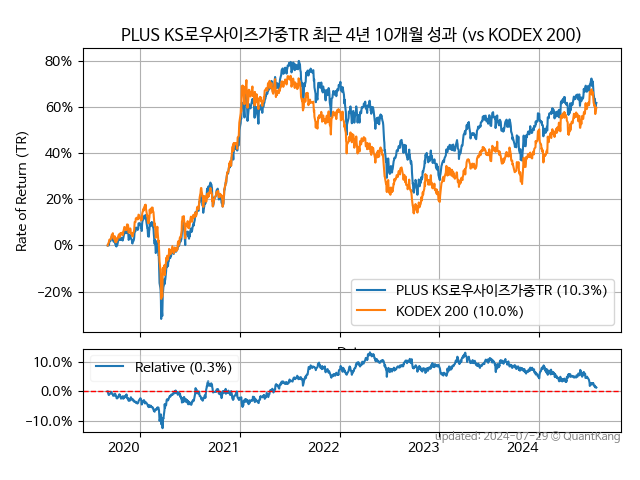 PLUS KS로우사이즈가중TR 최근 4년 10개월 성과 (vs KODEX 200)
Rate of Return (TR)
80%
60%
40%
20%
0%
−20%
PLUS KS로우사이즈가중TR (10.3%)
KODEX 200 (10.0%)
10.0%
0.0%
−10.0%
Relative (0.3%)
2020
2021
2022
2023
2024
Updated: 2024-07-29 © QuantKang